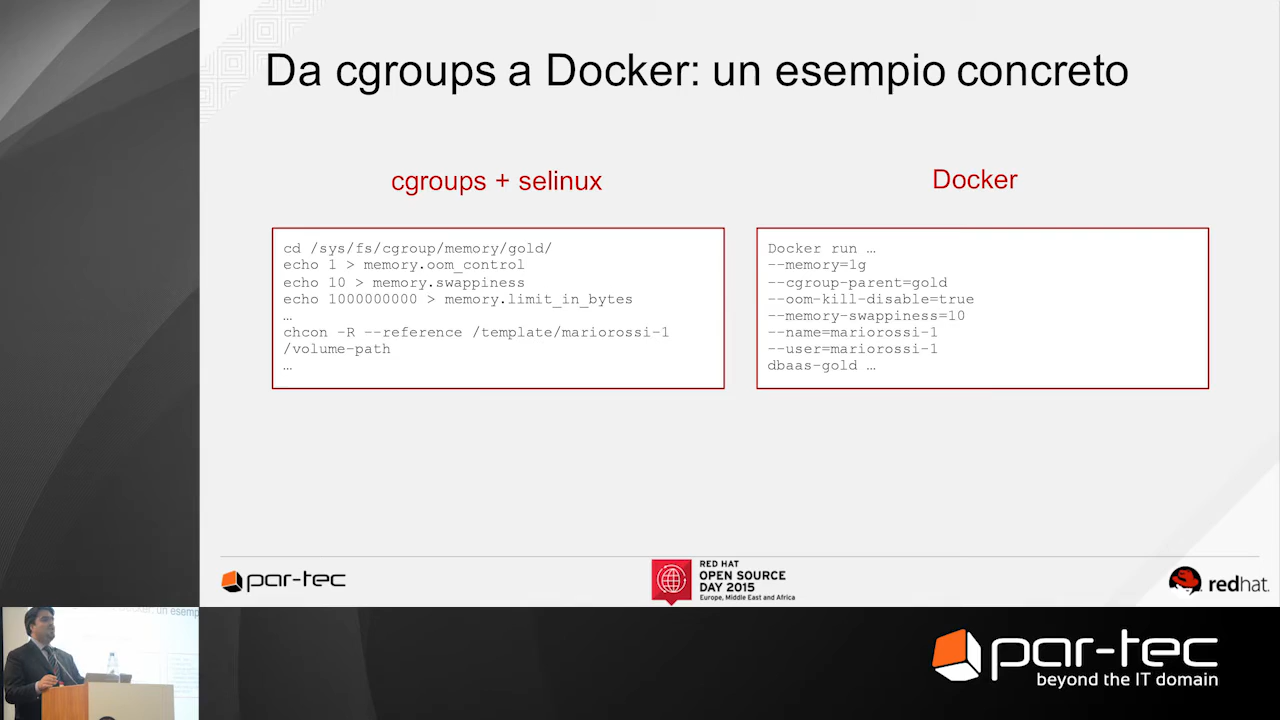 Da cgroups a Docker: un esempio concreto
cgroups + selinux
cd /sys/fs/cgroup/memory/gold/
echo 1 > memory.oom_control
echo 10 > memory.swappiness
echo 1000000000 > memory.limit_in_bytes
…
chcon -R --reference /template/mariorossi-1
/volume-path
…
Docker
Docker run …
--memory=1g
--cgroup-parent=gold
--oom-kill-disable=true
--memory-swappiness=10
--name=mariorossi-1
--user=mariorossi-1
dbaas-gold …
par-tec
RED HAT
OPEN SOURCE
DAY 2015
Europe, Middle East and Africa
redhat.
un esemp
par-tec
beyond the IT domain